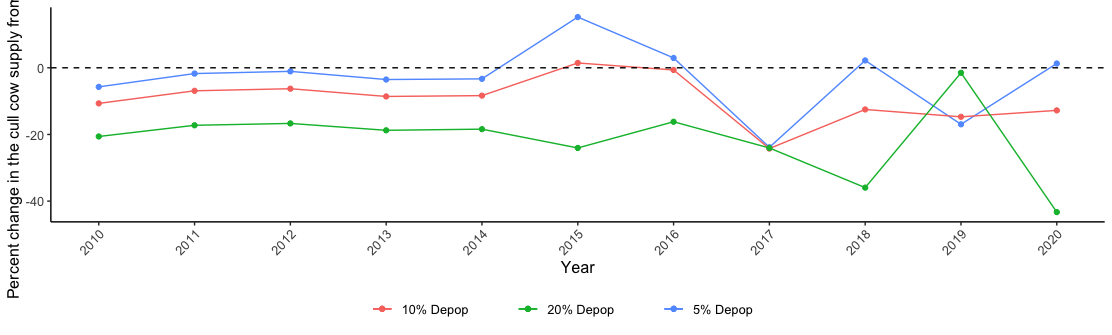 Percent change in the cull cow supply from
0
-20
-40
2010 2011 2012 2013 2014 2015 2016 2017 2018 2019 2020
Year
10% Depop 20% Depop 5% Depop